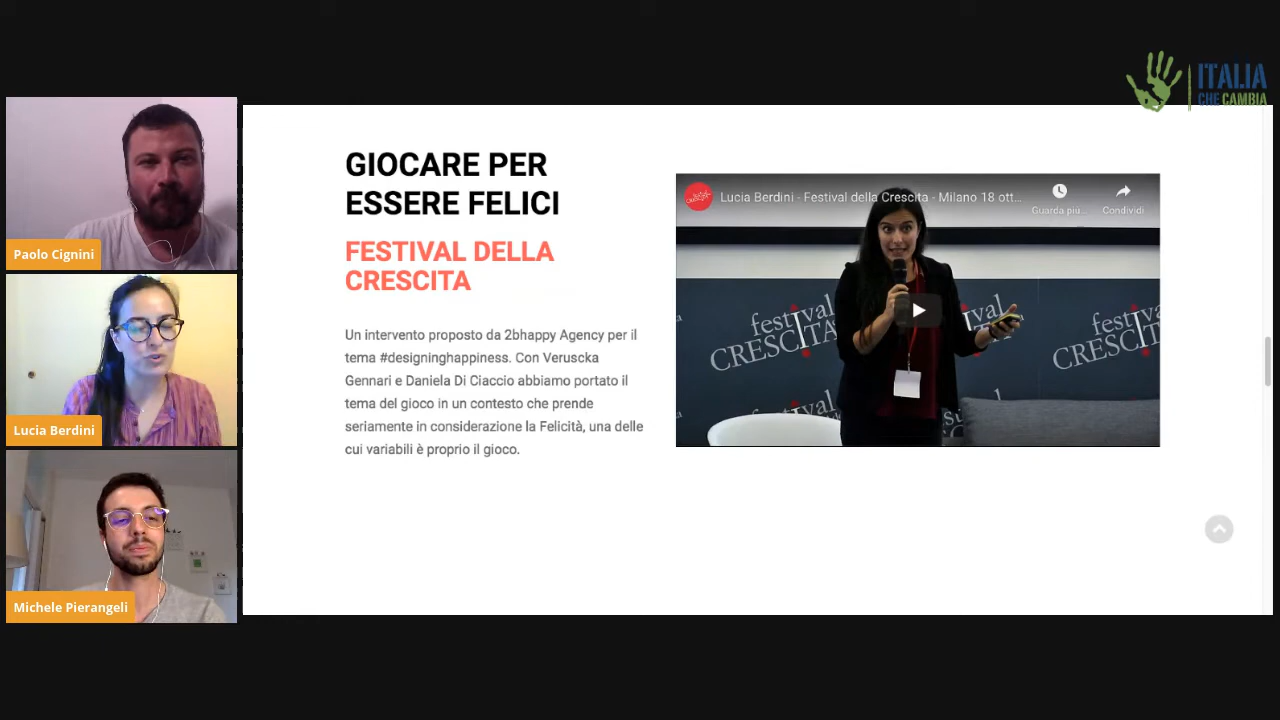 ITALIA
CHE CAMBIA
Paolo Cignini
Lucia Berdini
Michele Pierangeli
GIOCARE PER
ESSERE FELICI
FESTIVAL DELLA
CRESCITA
Un intervento proposto da 2bhappy Agency per il
tema #designinghappiness. Con Veruscka
Gennari e Daniela Di Ciaccio abbiamo portato il
tema del gioco in un contesto che prende
seriamente in considerazione la Felicità, una delle
cui variabili è proprio il gioco.
Lucia Berdini - Festival della Crescita - Milano 18 ott...
Guarda più...
Condividi
festival
CRESCITA
festival
CRESCIT